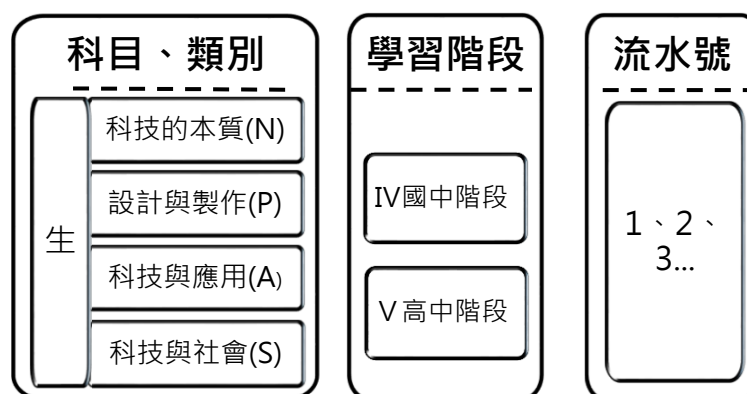 科目、類別
生
科技的本質(N)
設計與製作(P)
科技與應用(A)
科技與社會(S)
學習階段
IV國中階段
V 高中階段
流水號
1、2、
3...